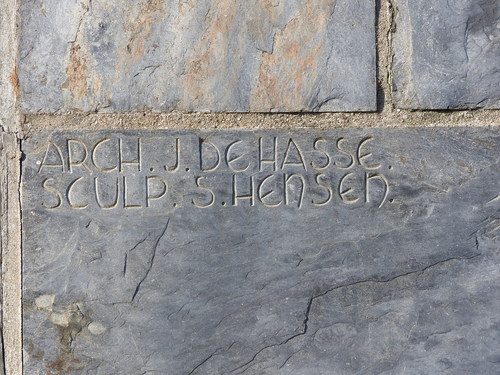 ARCH. J. DE HASSE.
SCULP. S. HENSEN.